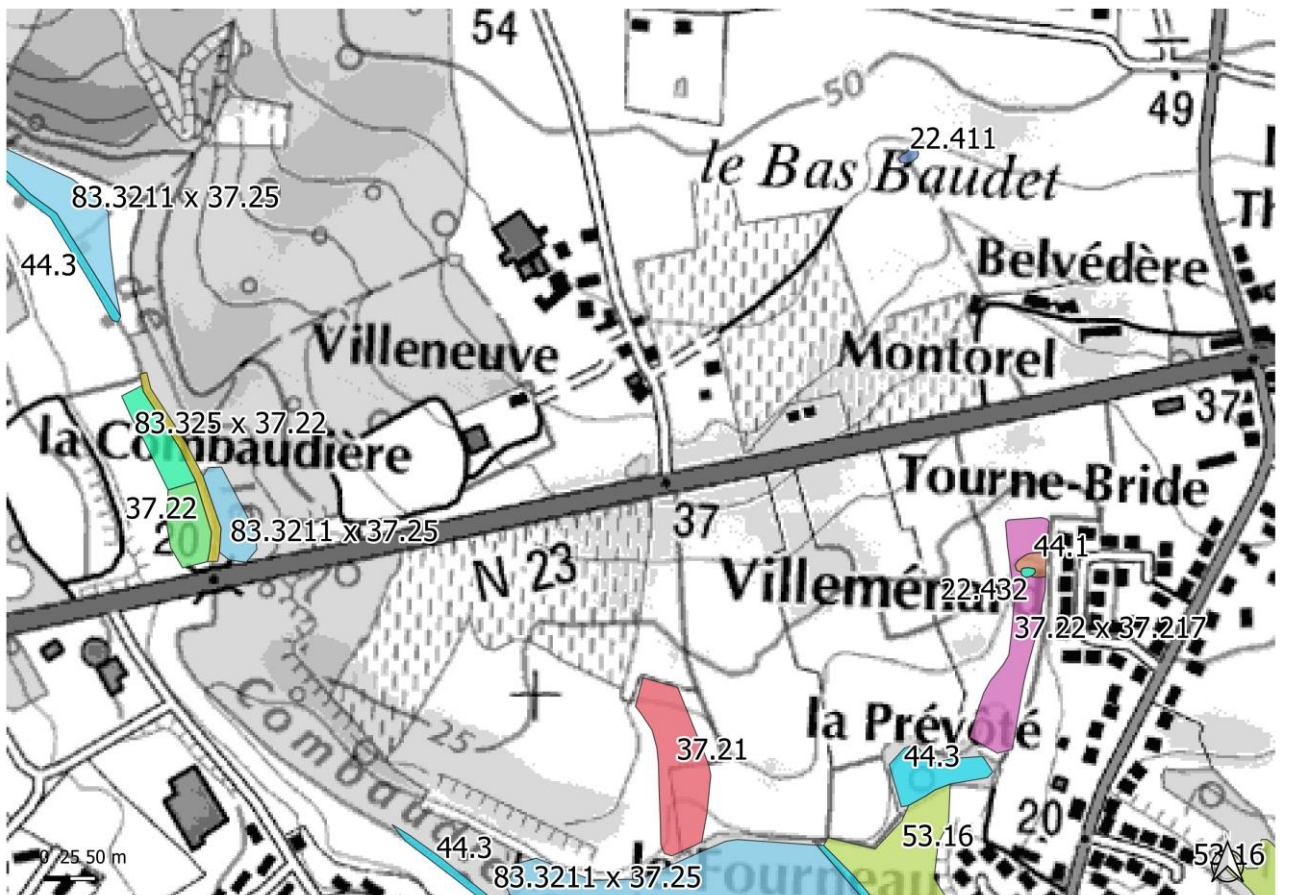 54
50
49
22.411
le Bas Baudet
83.3211 x 37.25
Th
44.3
Belvédère
Villeneuve
Montorel
37
83.325 x 37.22
la Combaudière
Tourne-Bride
37.22
20
83.3211 x 37.25
37
N 23
44.1
22.432
37.22 x 37.217
25
37.21
la Prévôté
44.3
20
53.16
53.16
44.3
83.3211 x 37.25
0 25 50 m